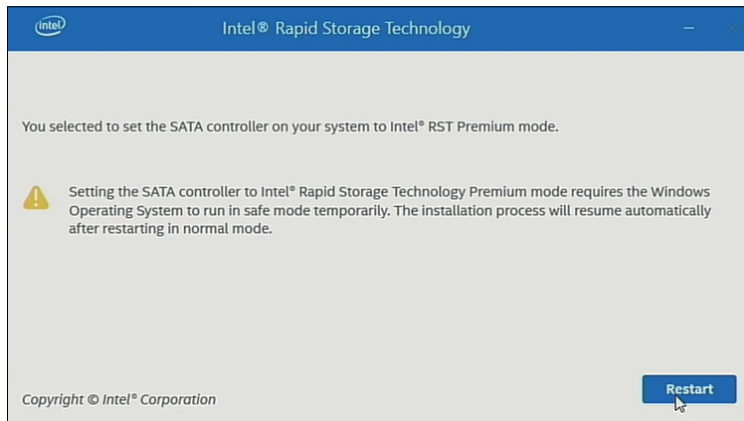 intel
Intel® Rapid Storage Technology
You selected to set the SATA controller on your system to Intel® RST Premium mode.
Setting the SATA controller to Intel® Rapid Storage Technology Premium mode requires the Windows
Operating System to run in safe mode temporarily. The installation process will resume automatically
after restarting in normal mode.
Restart
Copyright © Intel® Corporation